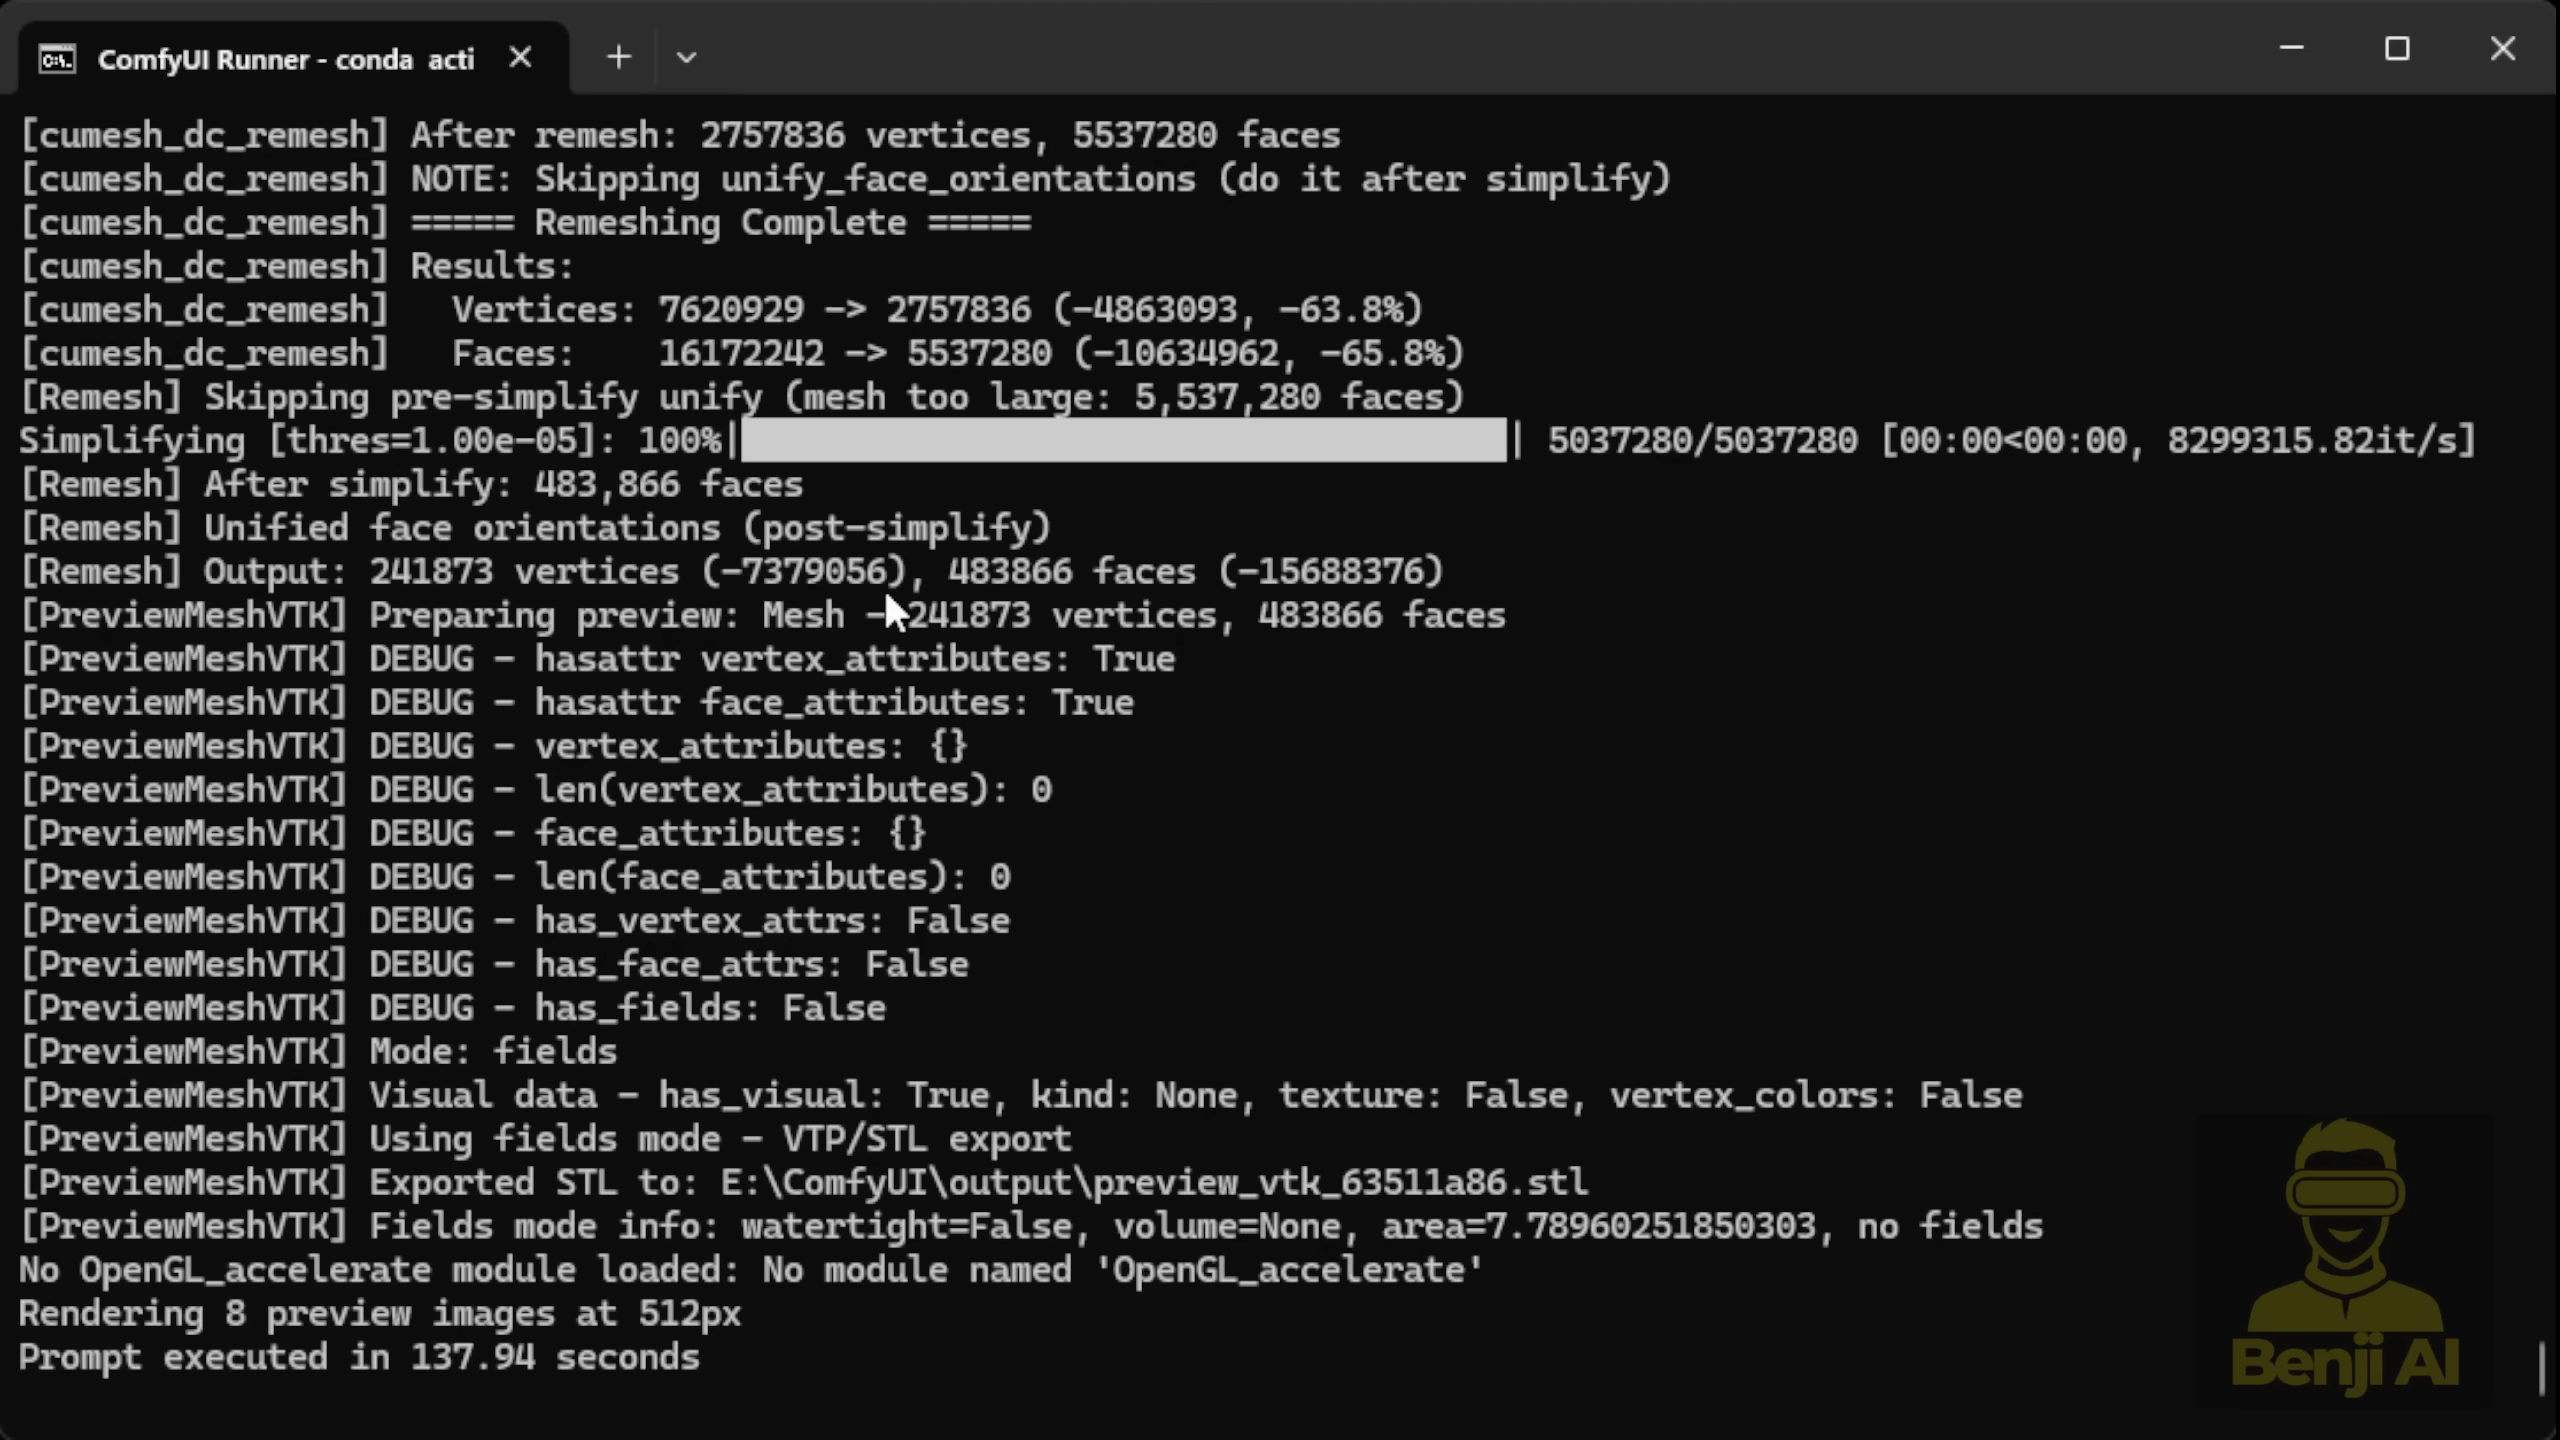 ComfyUI Runner - conda acti
[cumesh_dc_remesh] After remesh: 2757836 vertices, 5537280 faces
[cumesh_dc_remesh] NOTE: Skipping unify_face_orientations (do it after simplify)
[cumesh_dc_remesh] ===== Remeshing Complete =====
[cumesh_dc_remesh] Results:
[cumesh_dc_remesh]   Vertices: 7620929 -> 2757836 (-4863093, -63.8%)
[cumesh_dc_remesh]   Faces:    16172242 -> 5537280 (-10634962, -65.8%)
[Remesh] Skipping pre-simplify unify (mesh too large: 5,537,280 faces)
Simplifying [thres=1.00e-05]: 100%| | 5037280/5037280 [00:00<00:00, 8299315.82it/s]
[Remesh] After simplify: 483,866 faces
[Remesh] Unified face orientations (post-simplify)
[Remesh] Output: 241873 vertices (-7379056), 483866 faces (-15688376)
[PreviewMeshVTK] Preparing preview: Mesh - 241873 vertices, 483866 faces
[PreviewMeshVTK] DEBUG - hasattr vertex_attributes: True
[PreviewMeshVTK] DEBUG - hasattr face_attributes: True
[PreviewMeshVTK] DEBUG - vertex_attributes: {}
[PreviewMeshVTK] DEBUG - len(vertex_attributes): 0
[PreviewMeshVTK] DEBUG - face_attributes: {}
[PreviewMeshVTK] DEBUG - len(face_attributes): 0
[PreviewMeshVTK] DEBUG - has_vertex_attrs: False
[PreviewMeshVTK] DEBUG - has_face_attrs: False
[PreviewMeshVTK] DEBUG - has_fields: False
[PreviewMeshVTK] Mode: fields
[PreviewMeshVTK] Visual data - has_visual: True, kind: None, texture: False, vertex_colors: False
[PreviewMeshVTK] Using fields mode - VTP/STL export
[PreviewMeshVTK] Exported STL to: E:\ComfyUI\output\preview_vtk_63511a86.stl
[PreviewMeshVTK] Fields mode info: watertight=False, volume=None, area=7.78960251850303, no fields
No OpenGL_accelerate module loaded: No module named 'OpenGL_accelerate'
Rendering 8 preview images at 512px
Prompt executed in 137.94 seconds
Benji AI